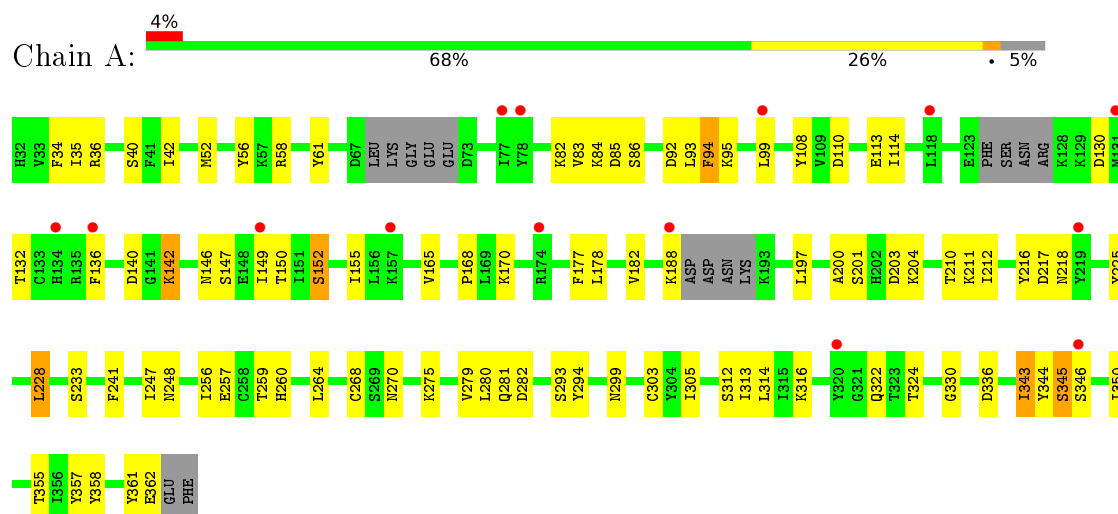 4%
Chain A:
68% 26% • 5%
H32 V33 F34 I35 R36 S40 F41 I42 M52 Y56 K57 R58 Y61 D67 LEU LYS GLY GLU GLU D73 I77 Y78 K82 V83 K84 D85 S86 D92 L93 F94 K95 L99 Y108 V109 D110 E113 I114 L118 E123 PHE SER ASN ARG K128 K129 D130
T132 C133 H134 R135 F136 D140 G141 K142 N146 S147 E148 I149 T150 I151 S152 I155 L156 K157 V165 P168 L169 K170 R174 F177 L178 V182 K188 ASP ASP ASN LYS K193 L197 A200 S201 H202 D203 K204 T210 K211 I212 Y216 D217 N218 Y219
L228 S233 F241 I247 N248 I256 E257 C258 T259 H260 L264 C268 S269 N270 K275 V279 L280 Q281 D282 S293 Y294 N299 C303 Y304 I305 S312 I313 L314 I315 K316 Y320 G321 Q322 T323 T324 G330 D336 I343 Y344 S345 S346
T355 I356 Y357 Y358 Y361 E362 GLU PHE